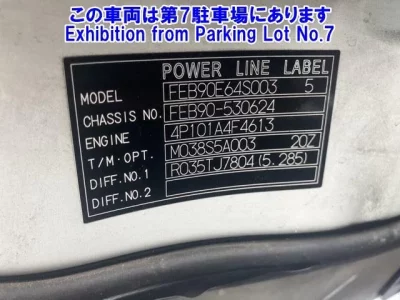 この車両は第7駐車場にあります
Exhibition from Parking Lot No.7
POWER LINE LABEL
MODEL FEB90E64S003 5
CHASSIS NO. FEB90-530624
ENGINE 4P101A4F4613
T/M·OPT. M038S5A003 20Z
DIFF.NO.1 R035TJ7804(5.285)
DIFF.NO.2